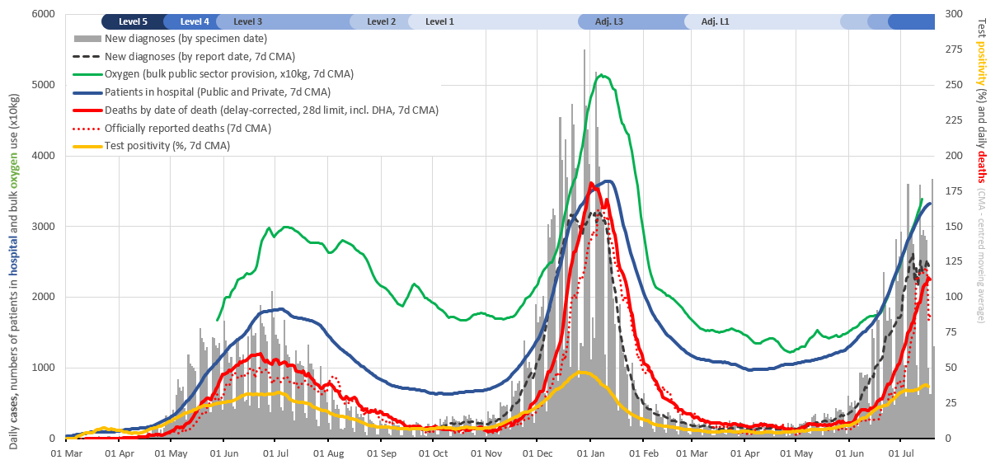 6000 Level 5 Level 4 Level 3 Level 2 Level 1 Adj. L3 Adj. L1 300
New diagnoses (by specimen date)
New diagnoses (by report date, 7d CMA)
Oxygen (bulk public sector provision, x10kg, 7d CMA)
Patients in hospital (Public and Private, 7d CMA)
Deaths by date of death (delay-corrected, 28d limit, incl. DHA, 7d CMA)
Officially reported deaths (7d CMA)
Test positivity (%, 7d CMA)
Daily cases, numbers of patients in hospital and bulk oxygen use (x10kg)
5000
4000
3000
2000
1000
0
275
250
225
200
175
150
125
100
75
50
25
0
Test positivity (%) and daily deaths (CMA - centred moveing average)
01 Mar 01 Apr 01 May 01 Jun 01 Jul 01 Aug 01 Sep 01 Oct 01 Nov 01 Dec 01 Jan 01 Feb 01 Mar 01 Apr 01 May 01 Jun 01 Jul